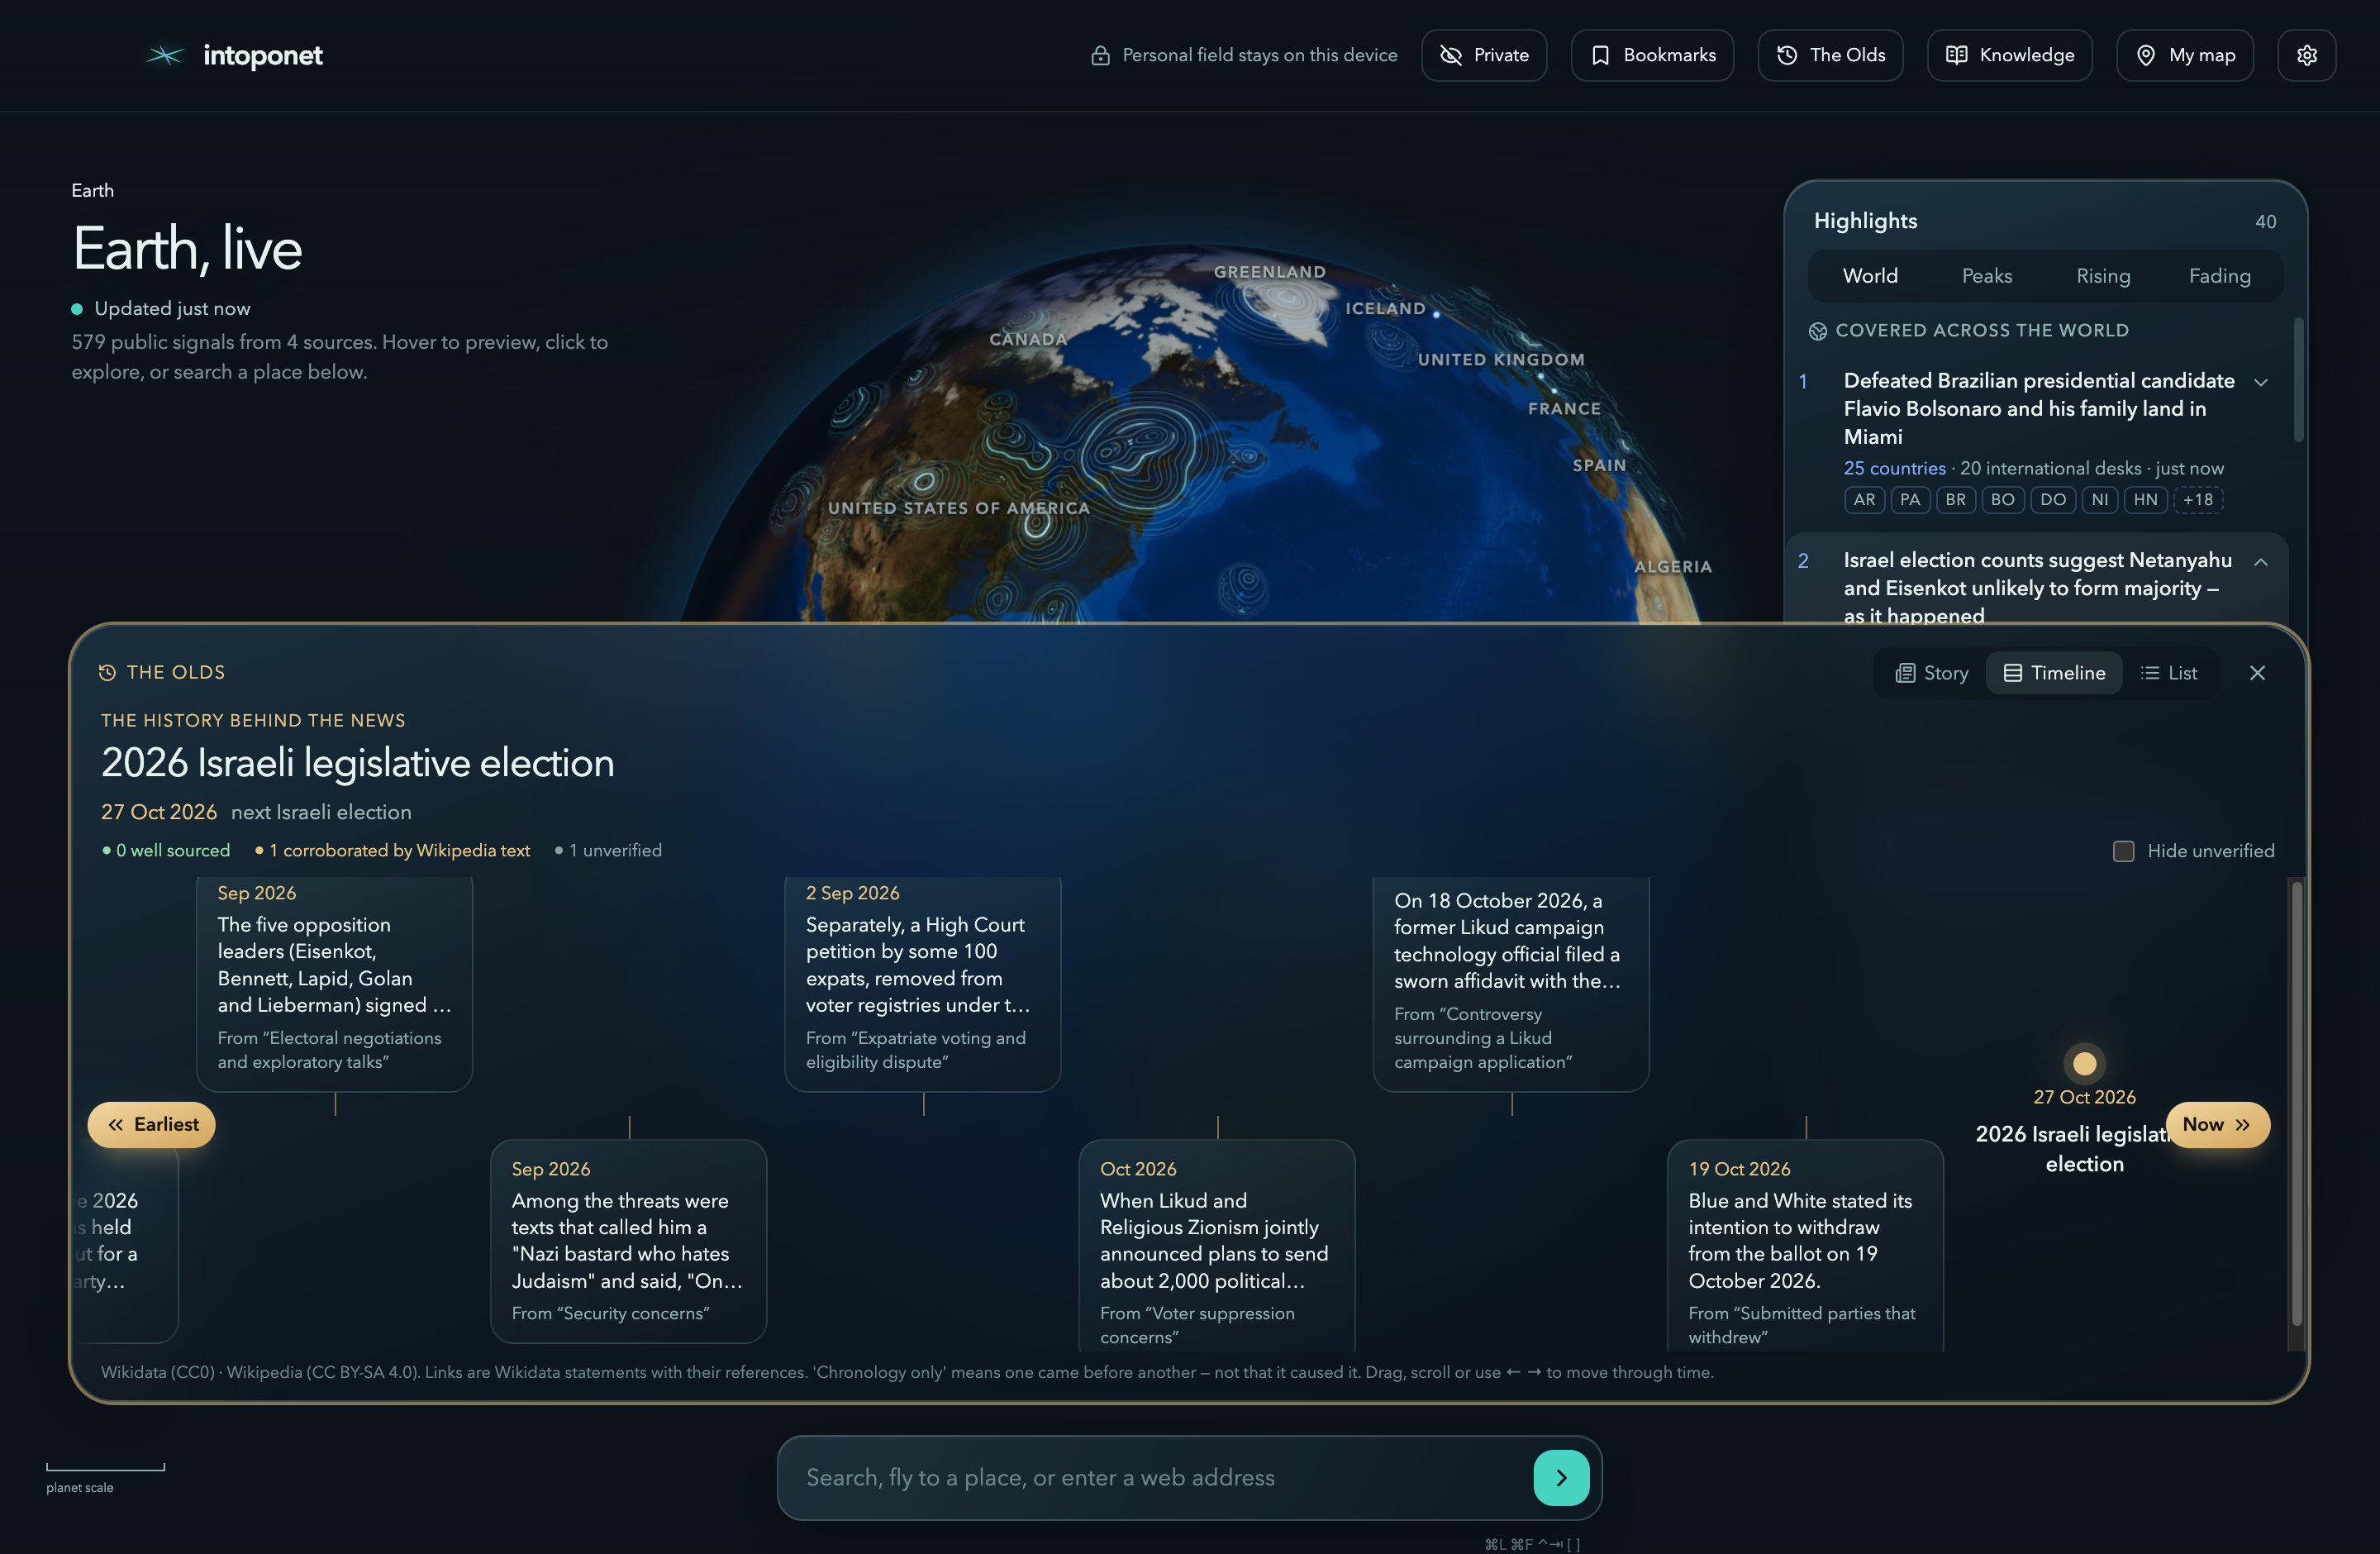 intoponet
Personal field stays on this device
Private
Bookmarks
The Olds
Knowledge
My map
Earth
Earth, live
Updated just now
579 public signals from 4 sources. Hover to preview, click to
explore, or search a place below.
GREENLAND
ICELAND
CANADA
UNITED KINGDOM
FRANCE
SPAIN
UNITED STATES OF AMERICA
ALGERIA
Highlights
40
World
Peaks
Rising
Fading
COVERED ACROSS THE WORLD
1
Defeated Brazilian presidential candidate
Flavio Bolsonaro and his family land in
Miami
25 countries · 20 international desks · just now
AR PA BR BO DO NI HN +18
2
Israel election counts suggest Netanyahu
and Eisenkot unlikely to form majority –
as it happened
THE OLDS
Story
Timeline
List
THE HISTORY BEHIND THE NEWS
2026 Israeli legislative election
27 Oct 2026 next Israeli election
0 well sourced
1 corroborated by Wikipedia text
1 unverified
Hide unverified
Sep 2026
The five opposition
leaders (Eisenkot,
Bennett, Lapid, Golan
and Lieberman) signed …
From “Electoral negotiations
and exploratory talks”
2 Sep 2026
Separately, a High Court
petition by some 100
expats, removed from
voter registries under t…
From “Expatriate voting and
eligibility dispute”
On 18 October 2026, a
former Likud campaign
technology official filed a
sworn affidavit with the…
From “Controversy
surrounding a Likud
campaign application”
27 Oct 2026
2026 Israeli legislati
election
Earliest
Now
2026
held
for a
Sep 2026
Among the threats were
texts that called him a
"Nazi bastard who hates
Judaism" and said, "On…
From “Security concerns”
Oct 2026
When Likud and
Religious Zionism jointly
announced plans to send
about 2,000 political…
From “Voter suppression
concerns”
19 Oct 2026
Blue and White stated its
intention to withdraw
from the ballot on 19
October 2026.
From “Submitted parties that
withdrew”
Wikidata (CC0) · Wikipedia (CC BY-SA 4.0). Links are Wikidata statements with their references. 'Chronology only' means one came before another – not that it caused it. Drag, scroll or use ← → to move through time.
Search, fly to a place, or enter a web address
planet scale
⌘L ⌘F ^⇥ [ ]